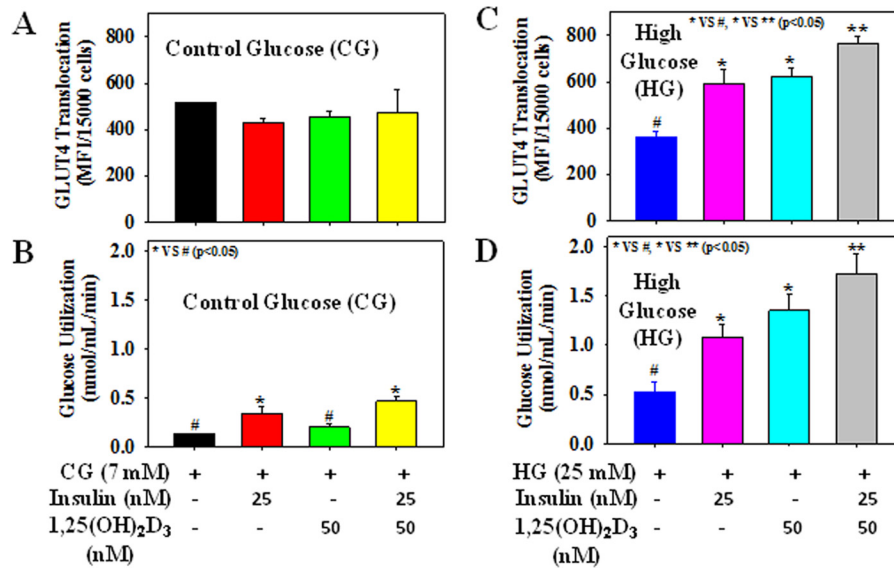 A
GLUT4 Translocation
(MFI/15000 cells)
800
600
400
200
0
Control Glucose (CG)
B
Glucose Utilization
(nmol/mL/min)
2.0
1.5
1.0
0.5
0.0
* VS # (p<0.05)
Control Glucose (CG)
# * # *
CG (7 mM) + + + +
Insulin (nM) - 25 - 25
1,25(OH)₂D₃ - - 50 50
(nM)
C
GLUT4 Translocation
(MFI/15000 cells)
800
600
400
200
0
* VS #, * VS ** (p<0.05)
High
Glucose
(HG)
# * * **
D
Glucose Utilization
(nmol/mL/min)
2.0
1.5
1.0
0.5
0.0
* VS #, * VS ** (p<0.05)
High
Glucose
(HG)
# * * **
HG (25 mM) + + + +
Insulin (nM) - 25 - 25
1,25(OH)₂D₃ - - 50 50
(nM)